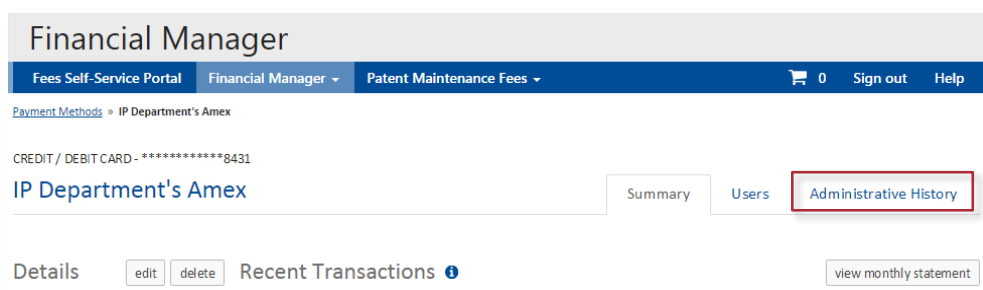 Financial Manager
Fees Self-Service Portal Financial Manager Patent Maintenance Fees 0 Sign out Help
Payment Methods » IP Department's Amex
CREDIT / DEBIT CARD - ************8431
IP Department's Amex Summary Users Administrative History
Details edit delete Recent Transactions view monthly statement